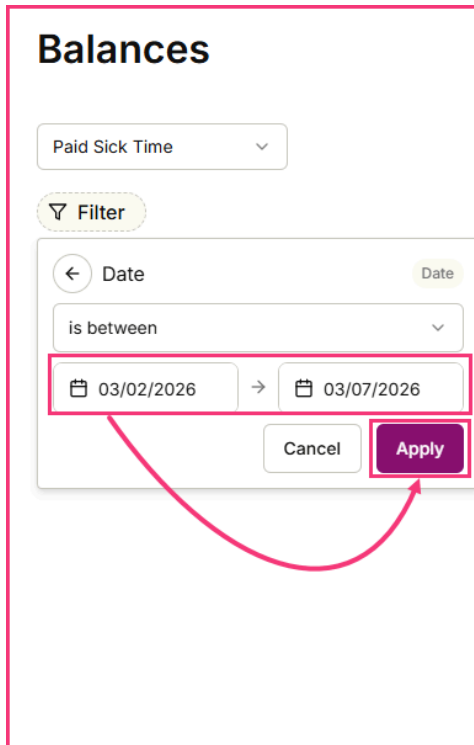 Balances
Paid Sick Time
Filter
Date Date
is between
03/02/2026 → 03/07/2026
Cancel Apply